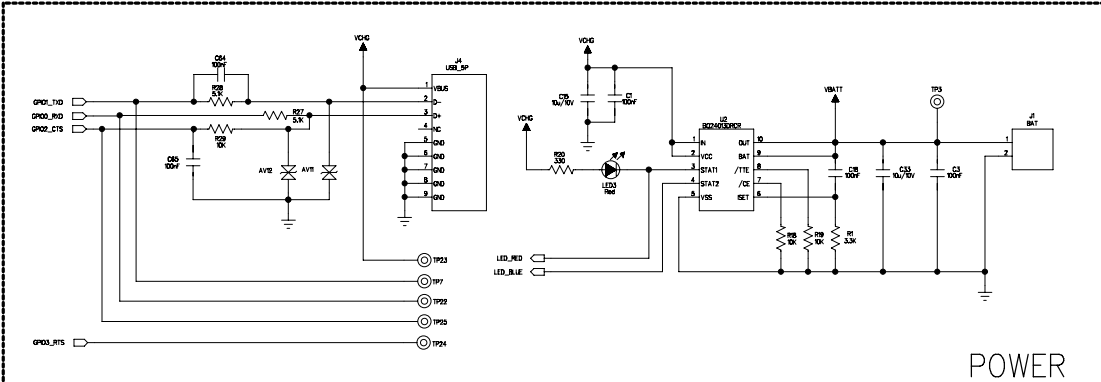 VCHG
C64
100nF
R28
5.1K
J4
USB_5P
GPIO1_TXD
GPIO0_RXD
GPIO2_CTS
R27
5.1K
R29
10K
C65
100nF
AV12
AV11
1
2
3
4
5
6
7
8
9
VBUS
D-
D+
NC
GND
GND
GND
GND
GND
TP23
TP7
TP22
TP25
TP24
GPIO3_RTS
VCHG
C15
10u/10V
C1
100nF
VCHG
R20
330
LED3
Red
LED_RED
LED_BLUE
U2
BQ24013DRCR
1
2
3
4
5
IN
VCC
STAT1
STAT2
VSS
OUT
BAT
/TTE
/CE
ISET
10
9
8
7
6
VBATT
TP3
C18
100nF
C33
10u/10V
C3
100nF
R18
10K
R19
10K
R1
3.3K
J1
BAT
1
2
POWER